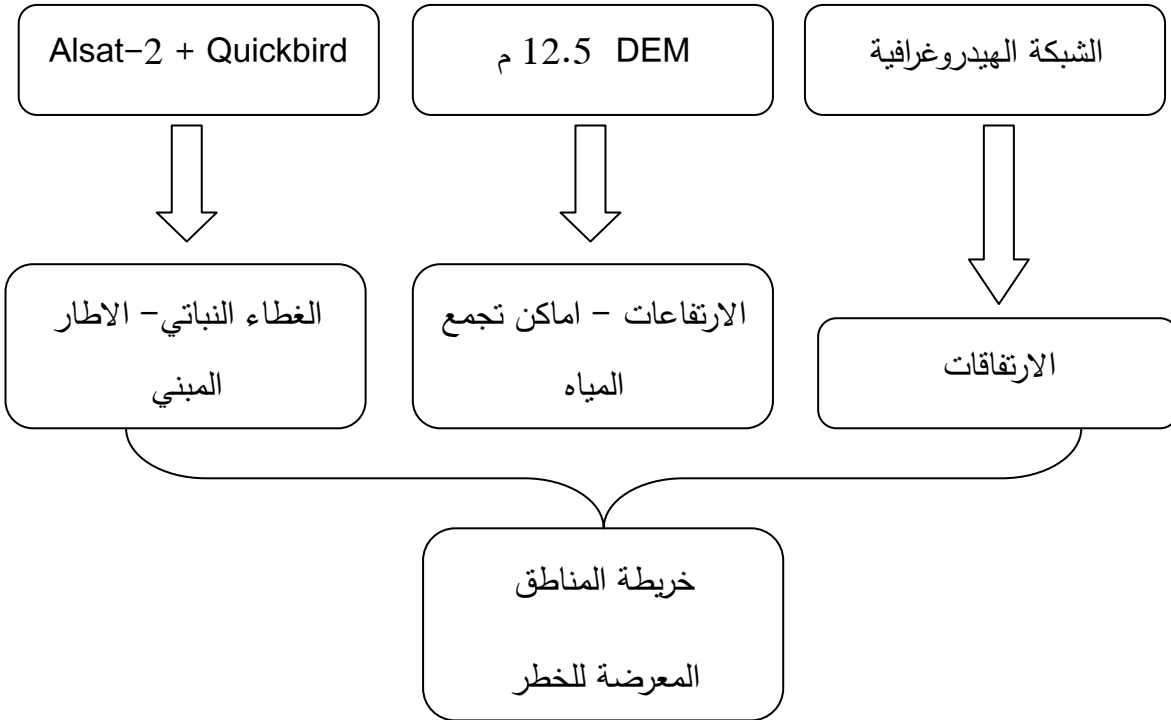 الشبكة الهيدروغرافية
DEM 12.5 م
Alsat-2 + Quickbird
الارتفاقات
الارتفاعات - اماكن تجمع
المياه
الغطاء النباتي- الاطار
المبني
خريطة المناطق
المعرضة للخطر